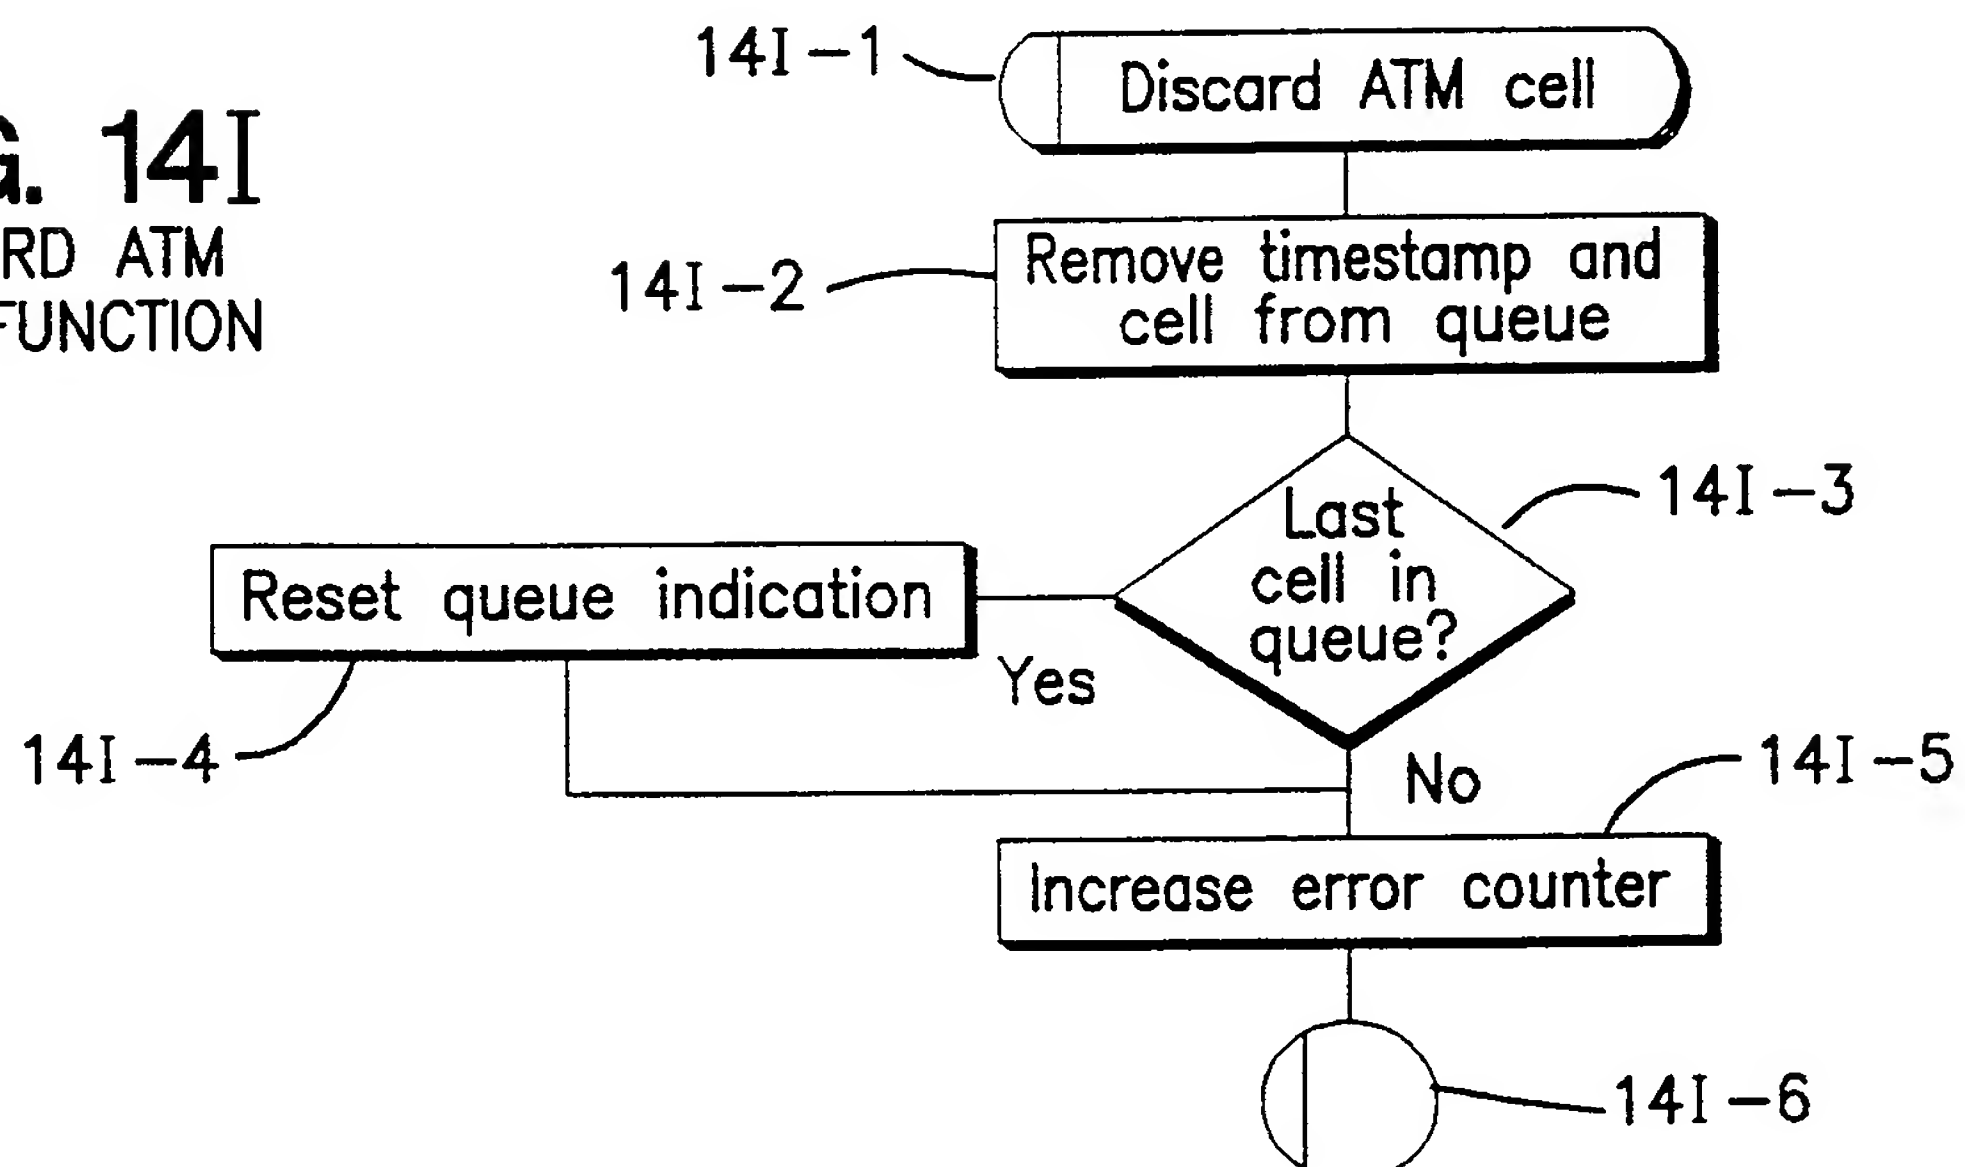 14I-1
Discard ATM cell
G. 14I
RD ATM
FUNCTION
14I-2
Remove timestamp and
cell from queue
Last
cell in
queue?
14I-3
Reset queue indication
Yes
14I-4
No
14I-5
Increase error counter
14I-6